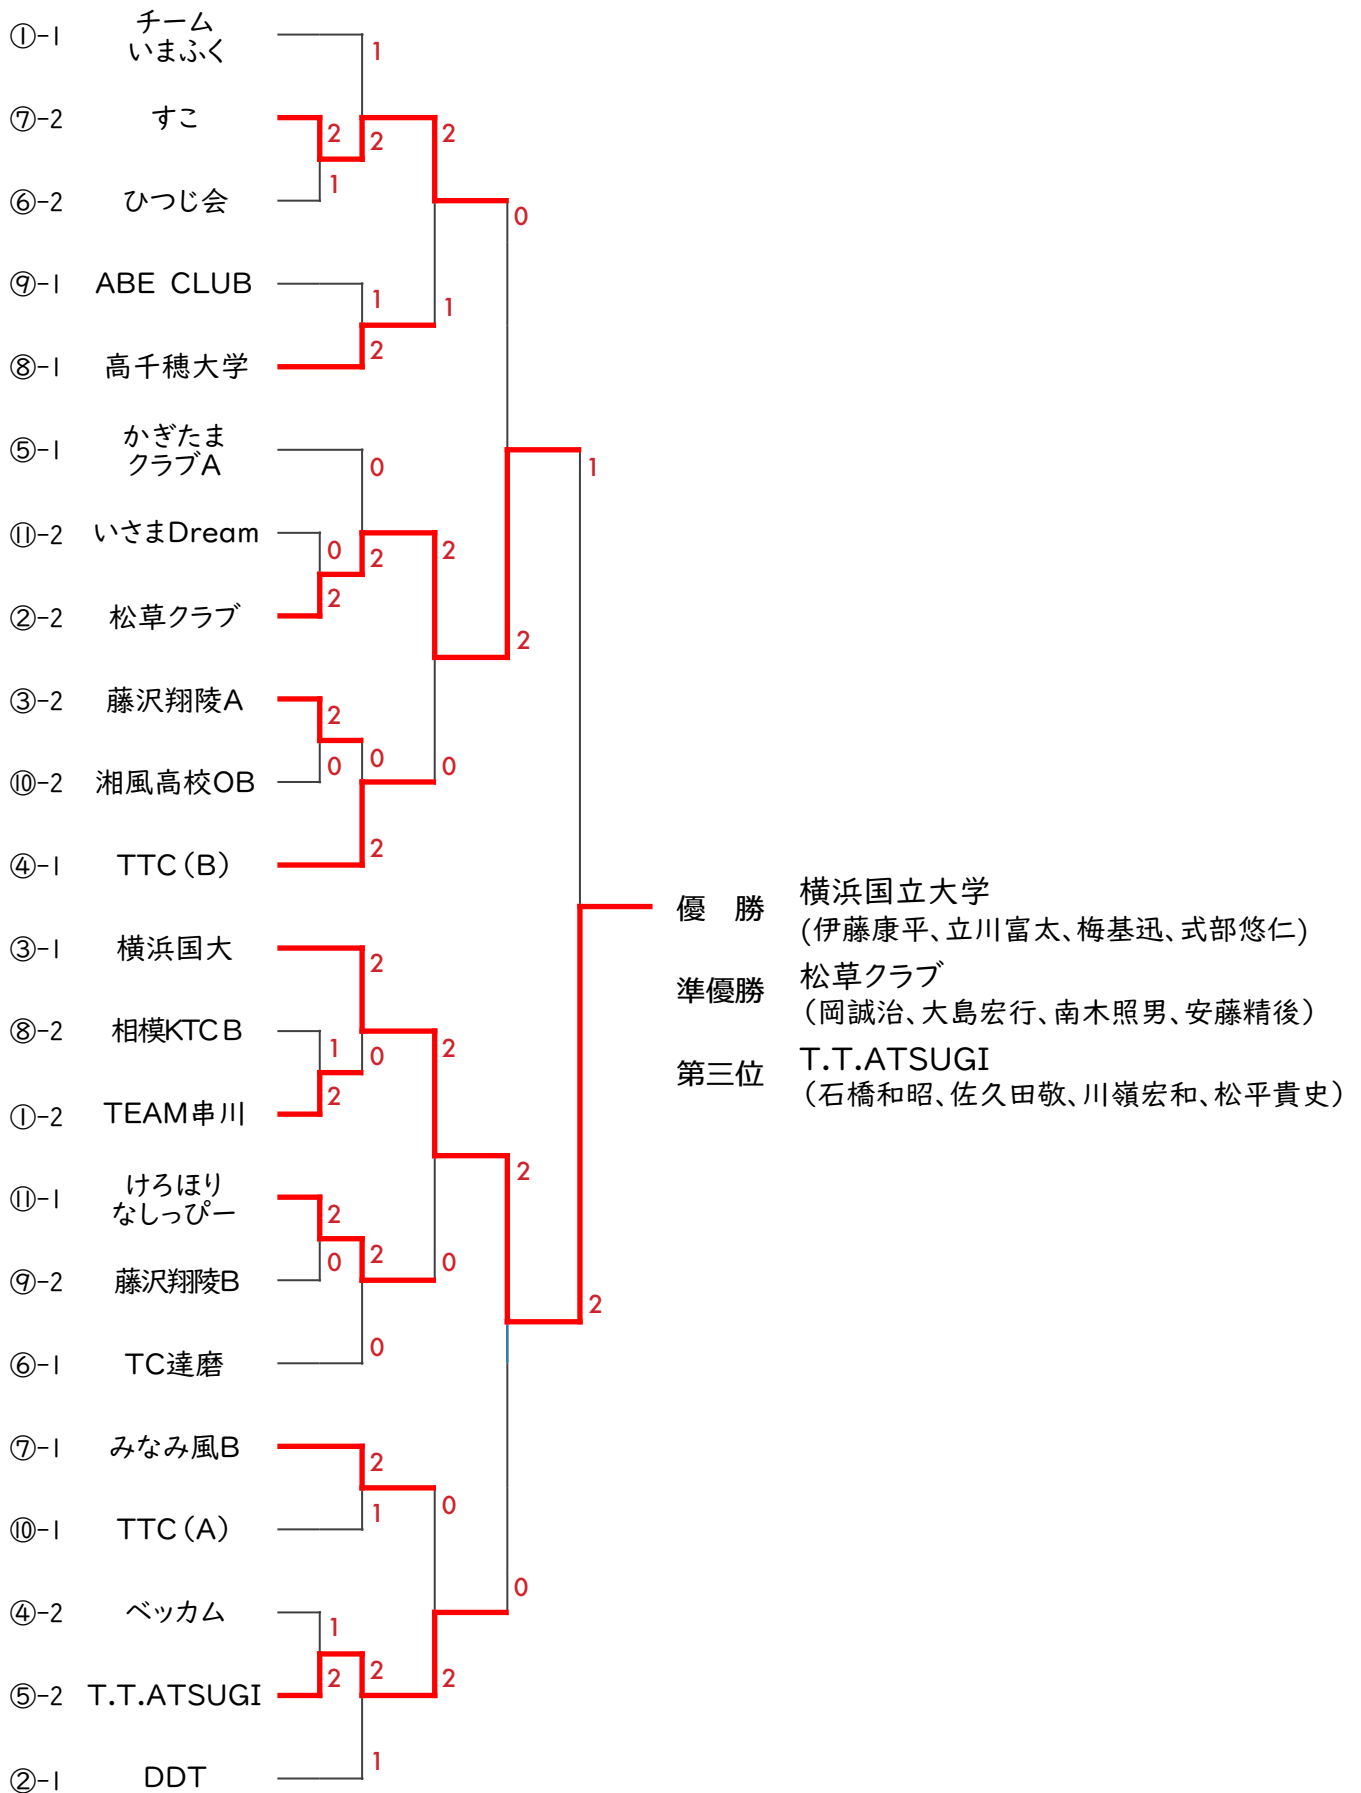 ①-1 チーム
いまふく
1
⑦-2 すこ
2
2
2
1
⑥-2 ひつじ会
0
⑨-1 ABE CLUB
1
1
2
⑧-1 高千穂大学
⑤-1 かぎたま
クラブA
0
1
⑪-2 いさまDream
0
2
2
2
②-2 松草クラブ
2
③-2 藤沢翔陵A
2
0
0
0
⑩-2 湘風高校OB
2
④-1 TTC(B)
③-1 横浜国大
2
⑧-2 相模KTCB
1
0
2
2
①-2 TEAM串川
2
⑪-1 けろほり
なしっぴー
2
2
0
0
⑨-2 藤沢翔陵B
2
0
⑥-1 TC達磨
⑦-1 みなみ風B
2
0
1
⑩-1 TTC(A)
0
④-2 ベッカム
1
2
2
2
⑤-2 T.T.ATSUGI
1
②-1 DDT
優　勝 横浜国立大学
(伊藤康平、立川富太、梅基迅、式部悠仁)
準優勝 松草クラブ
(岡誠治、大島宏行、南木照男、安藤精後)
第三位 T.T.ATSUGI
(石橋和昭、佐久田敬、川嶺宏和、松平貴史)